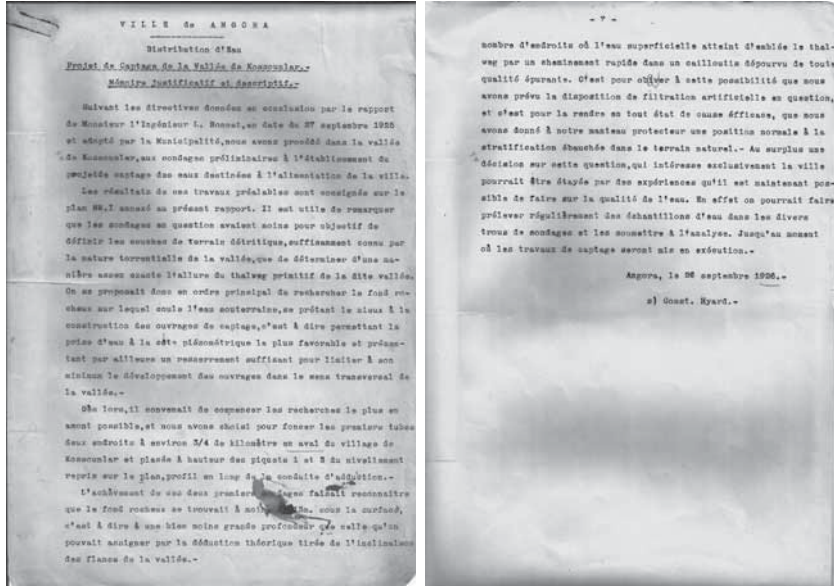 VILLE de ANGORA
Distribution d'Eau
Projet de Captage de la Vallée de Kossounlar.-
Mémoire justificatif et descriptif.-
Suivant les directives données en conclusion par le rapport
de Monsieur l'Ingénieur L. en date du 27 septembre 1925
et adopté par la Municipalité, nous avons procédé dans la vallée
de Kossounlar, aux sondages préliminaires à l'établissement du
projet de captage des eaux destinées à l'alimentation de la ville.
Les résultats de ces travaux préalables sont consignés sur le
plan annexé au présent rapport. Il est utile de remarquer
que les sondages en question avaient moins pour objectif de
définir les couches de terrain détritique, suffisamment connu par
la nature torrentielle de la vallée, que de déterminer d'une ma-
nière assez exacte l'allure du thalweg primitif de la dite vallée.
On se proposait donc en ordre principal de rechercher le fond ro-
cheux sur lequel coule l'eau souterraine, se prêtant le mieux à la
construction des ouvrages de captage, c'est à dire permettant la
prise d'eau à la côte piézométrique la plus favorable et présen-
tant par ailleurs un resserrement suffisant pour limiter à son
minimum le développement des ouvrages dans le sens transversal de
la vallée.-
Dès lors, il convenait de commencer les recherches le plus en
amont possible, et nous avons choisi pour foncer les premiers tubes
deux endroits à environ 3/4 de kilomètre en aval du village de
Kossounlar et placés à hauteur des piquets 1 et 3 du nivellement
repris sur le plan, profil en long de la conduite d'adduction.-
L'achèvement de ces deux premiers sondages faisait reconnaître
que le fond rocheux se trouvait à sous la surface,
c'est à dire à une bien moins grande profondeur que celle qu'on
pouvait assigner par la déduction théorique tirée de l'inclinaison
des flancs de la vallée.-
- 7 -
nombre d'endroits où l'eau superficielle atteint d'emblée le thal-
weg par un cheminement rapide dans un cailloutis dépourvu de toute
qualité épurante. C'est pour obvier à cette possibilité que nous
avons prévu la disposition de filtration artificielle en question,
et c'est pour la rendre en tout état de cause efficace, que nous
avons donné à notre manteau protecteur une position normale à la
stratification ébauchée dans le terrain naturel.- Au surplus une
décision sur cette question, qui intéresse exclusivement la ville
pourrait être étayée par des expériences qu'il est maintenant pos-
sible de faire sur la qualité de l'eau. En effet on pourrait faire
prélever régulièrement des échantillons d'eau dans les divers
trous de sondages et les soumettre à l'analyse. Jusqu'au moment
où les travaux de captage seront mis en exécution.-
Angora, le 26 septembre 1926.-
s) Const. Hyard.-